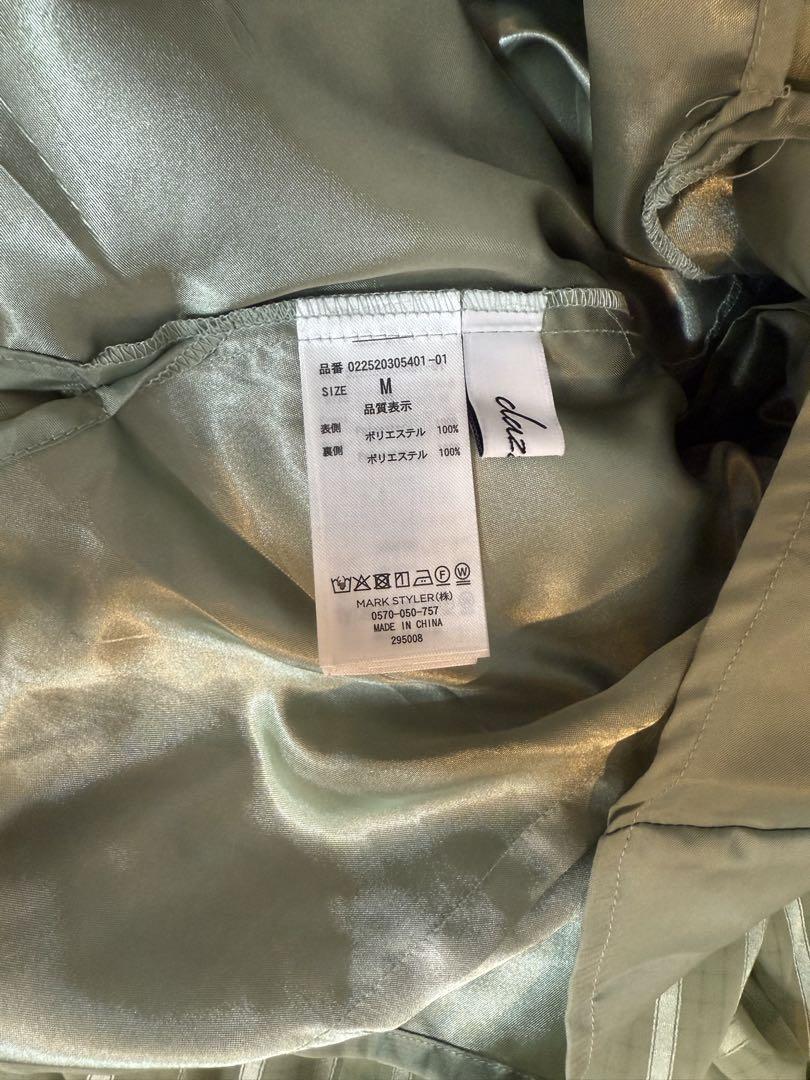 品番 022520305401-01
SIZE M
品質表示
表側 ポリエステル 100%
裏側 ポリエステル 100%
F W
MARK STYLER(株)
0570-050-757
MADE IN CHINA
295008